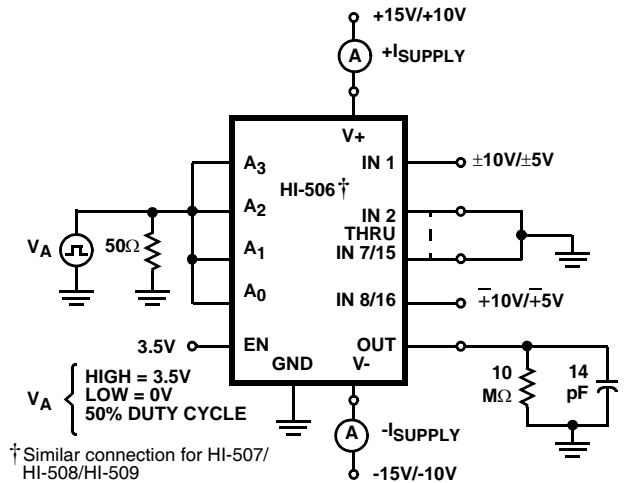 +15V/+10V
A
+ISUPPLY
V+
A3
IN 1
±10V/±5V
HI-506†
A2
IN 2
THRU
VA
50Ω
A1
IN 7/15
A0
IN 8/16
∓10V/∓5V
3.5V
EN
OUT
GND
V-
10
MΩ
14
pF
VA
HIGH = 3.5V
LOW = 0V
50% DUTY CYCLE
A
-ISUPPLY
†Similar connection for HI-507/
HI-508/HI-509
-15V/-10V